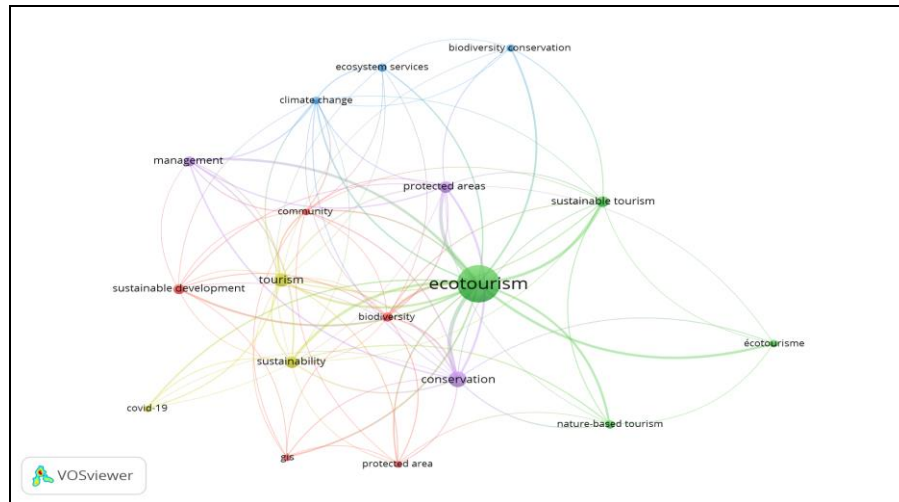 biodiversity conservation
ecosystem services
climate change
management
protected areas
sustainable tourism
community
tourism
ecotourism
sustainable development
biodiversity
écotourisme
sustainability
conservation
covid-19
nature-based tourism
gis
protected area
VOSviewer